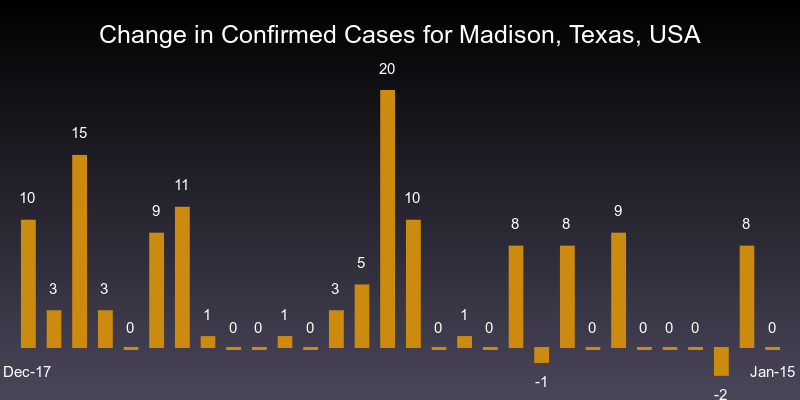 Change in Confirmed Cases for Madison, Texas, USA
20
15
11
10 10
9 9
8 8 8
5
3 3 3
1 1 1
0 0 0 0 0 0 0 0 0 0 0
Dec-17 -1 Jan-15
-2